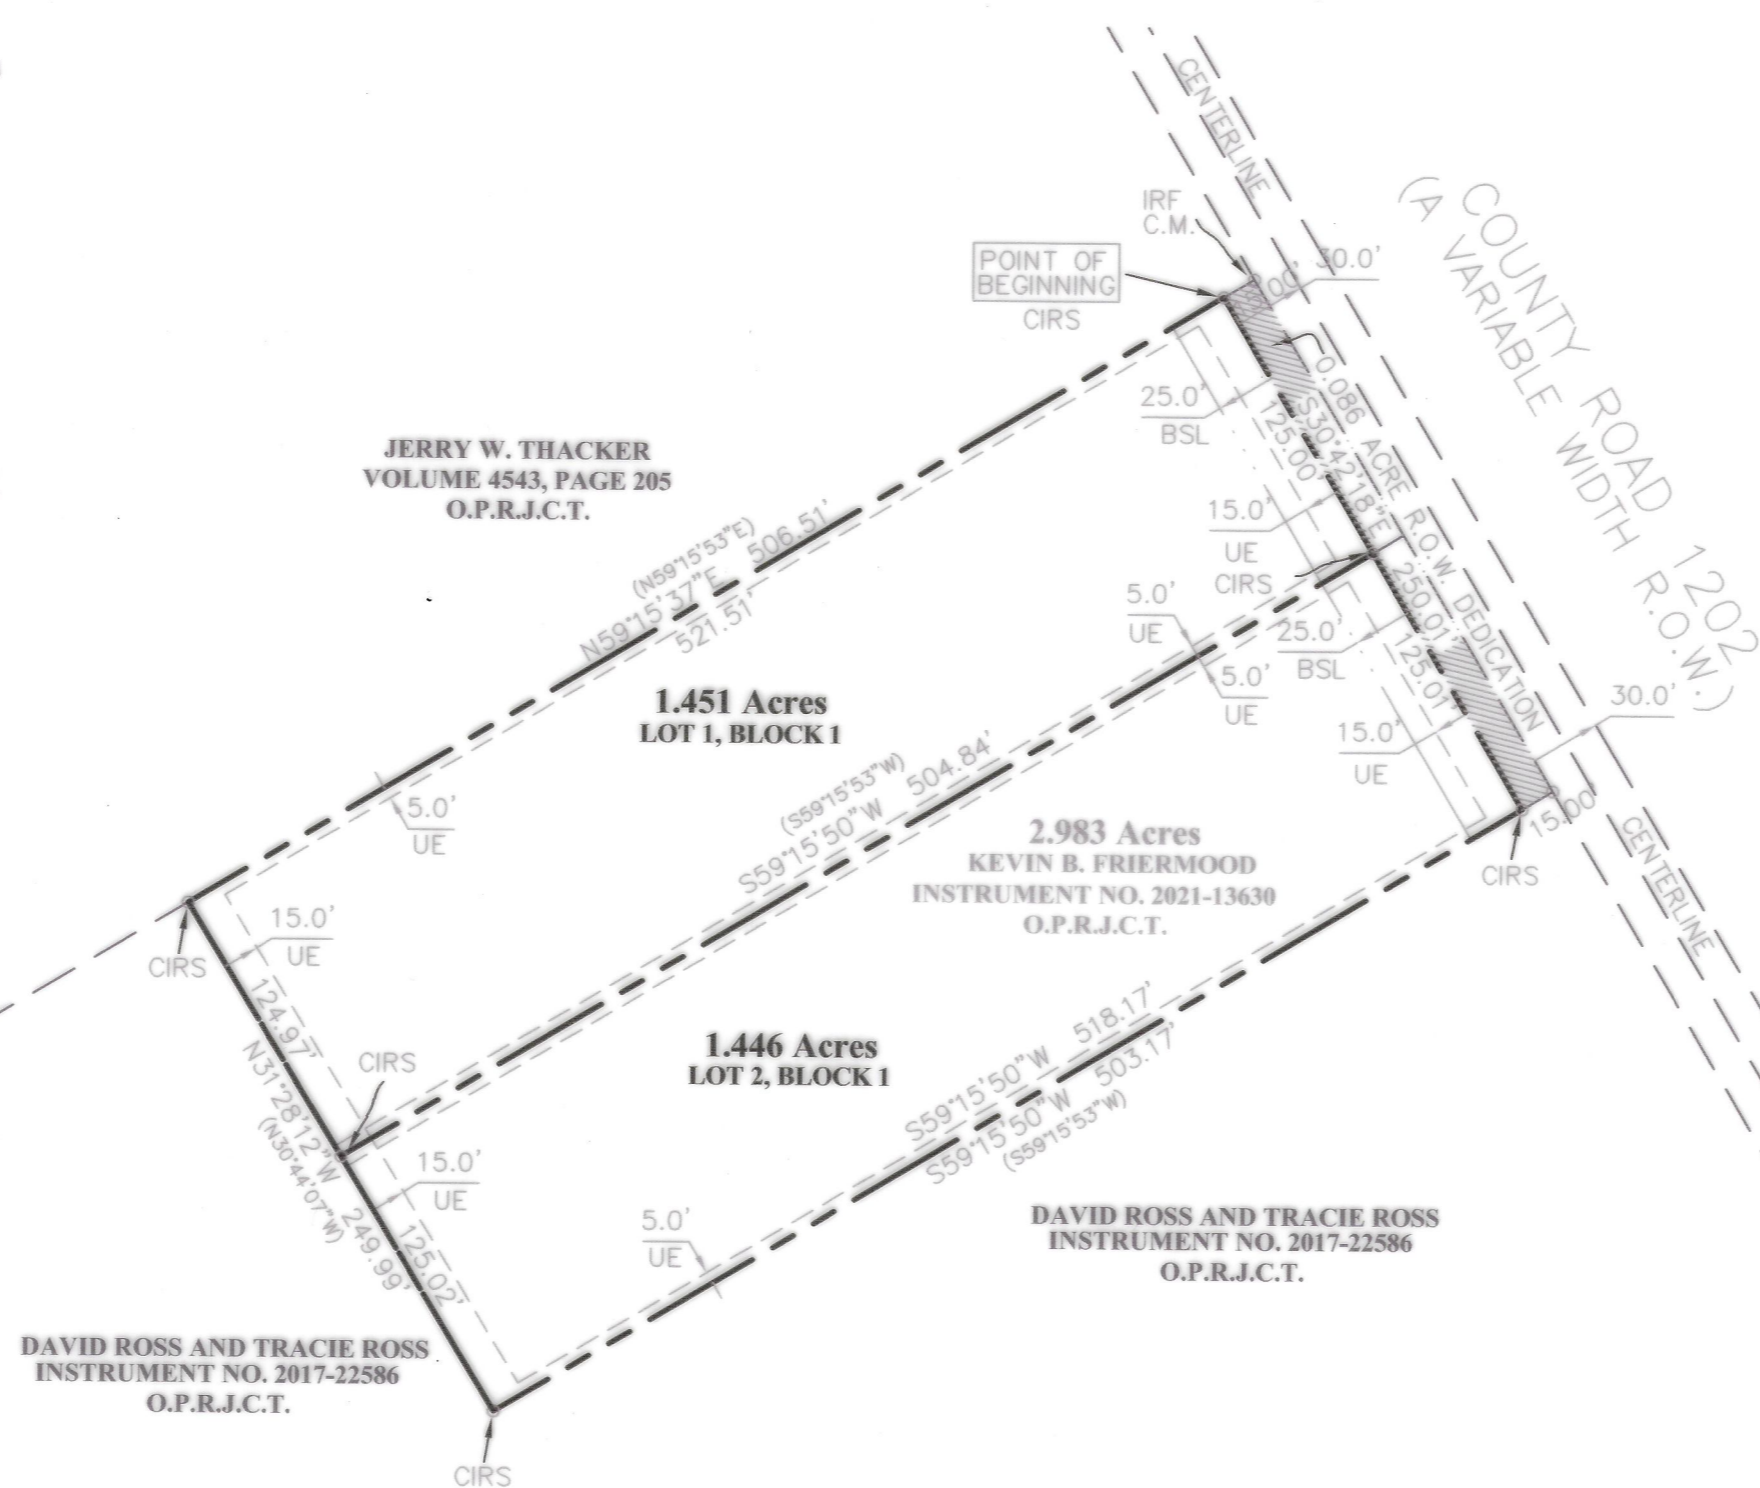 CENTERLINE
IRF
C.M.
POINT OF
BEGINNING
CIRS
30.0'
COUNTY ROAD 1202
(A VARIABLE WIDTH R.O.W.)
0.086 ACRE R.O.W. DEDICATION
S30°42'18"E 250.01'
125.00'
125.01'
25.0'
BSL
15.0'
UE
CIRS
5.0'
UE
5.0'
UE
25.0'
BSL
15.0'
UE
30.0'
15.00'
CIRS
CENTERLINE
JERRY W. THACKER
VOLUME 4543, PAGE 205
O.P.R.J.C.T.
(N59°15'53"E)
N59°15'37"E 506.51'
521.51'
1.451 Acres
LOT 1, BLOCK 1
5.0'
UE
(S59°15'53"W)
S59°15'50"W 504.84'
2.983 Acres
KEVIN B. FRIERMOOD
INSTRUMENT NO. 2021-13630
O.P.R.J.C.T.
15.0'
UE
CIRS
124.97'
N31°28'12"W 249.99'
(N30°44'07"W)
CIRS
15.0'
UE
125.02'
1.446 Acres
LOT 2, BLOCK 1
S59°15'50"W 518.17'
S59°15'50"W 503.17'
(S59°15'53"W)
5.0'
UE
DAVID ROSS AND TRACIE ROSS
INSTRUMENT NO. 2017-22586
O.P.R.J.C.T.
DAVID ROSS AND TRACIE ROSS
INSTRUMENT NO. 2017-22586
O.P.R.J.C.T.
CIRS